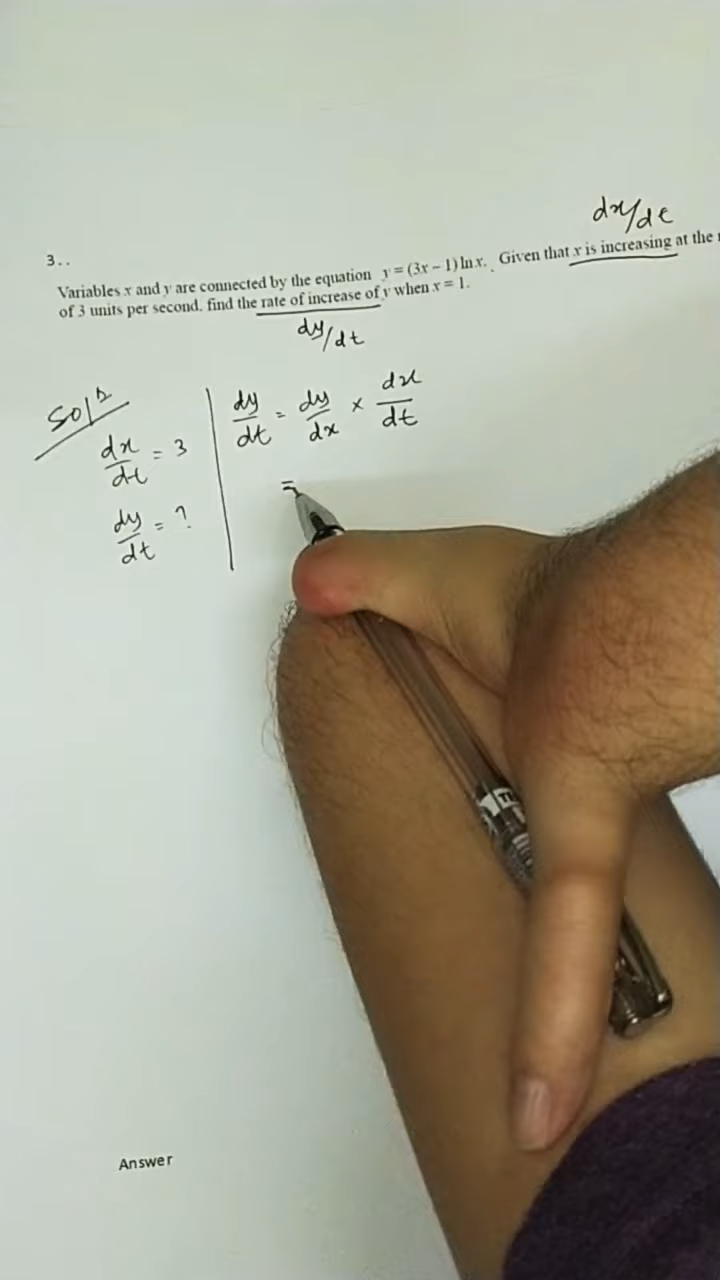 dx/dt
3..
Variables x and y are connected by the equation y = (3x − 1) ln x. Given that x is increasing at the
of 3 units per second, find the rate of increase of y when x = 1.
dy/dt
Soln
dx/dt = 3
dy/dt = ?
dy/dt = dy/dx × dx/dt
=
Answer